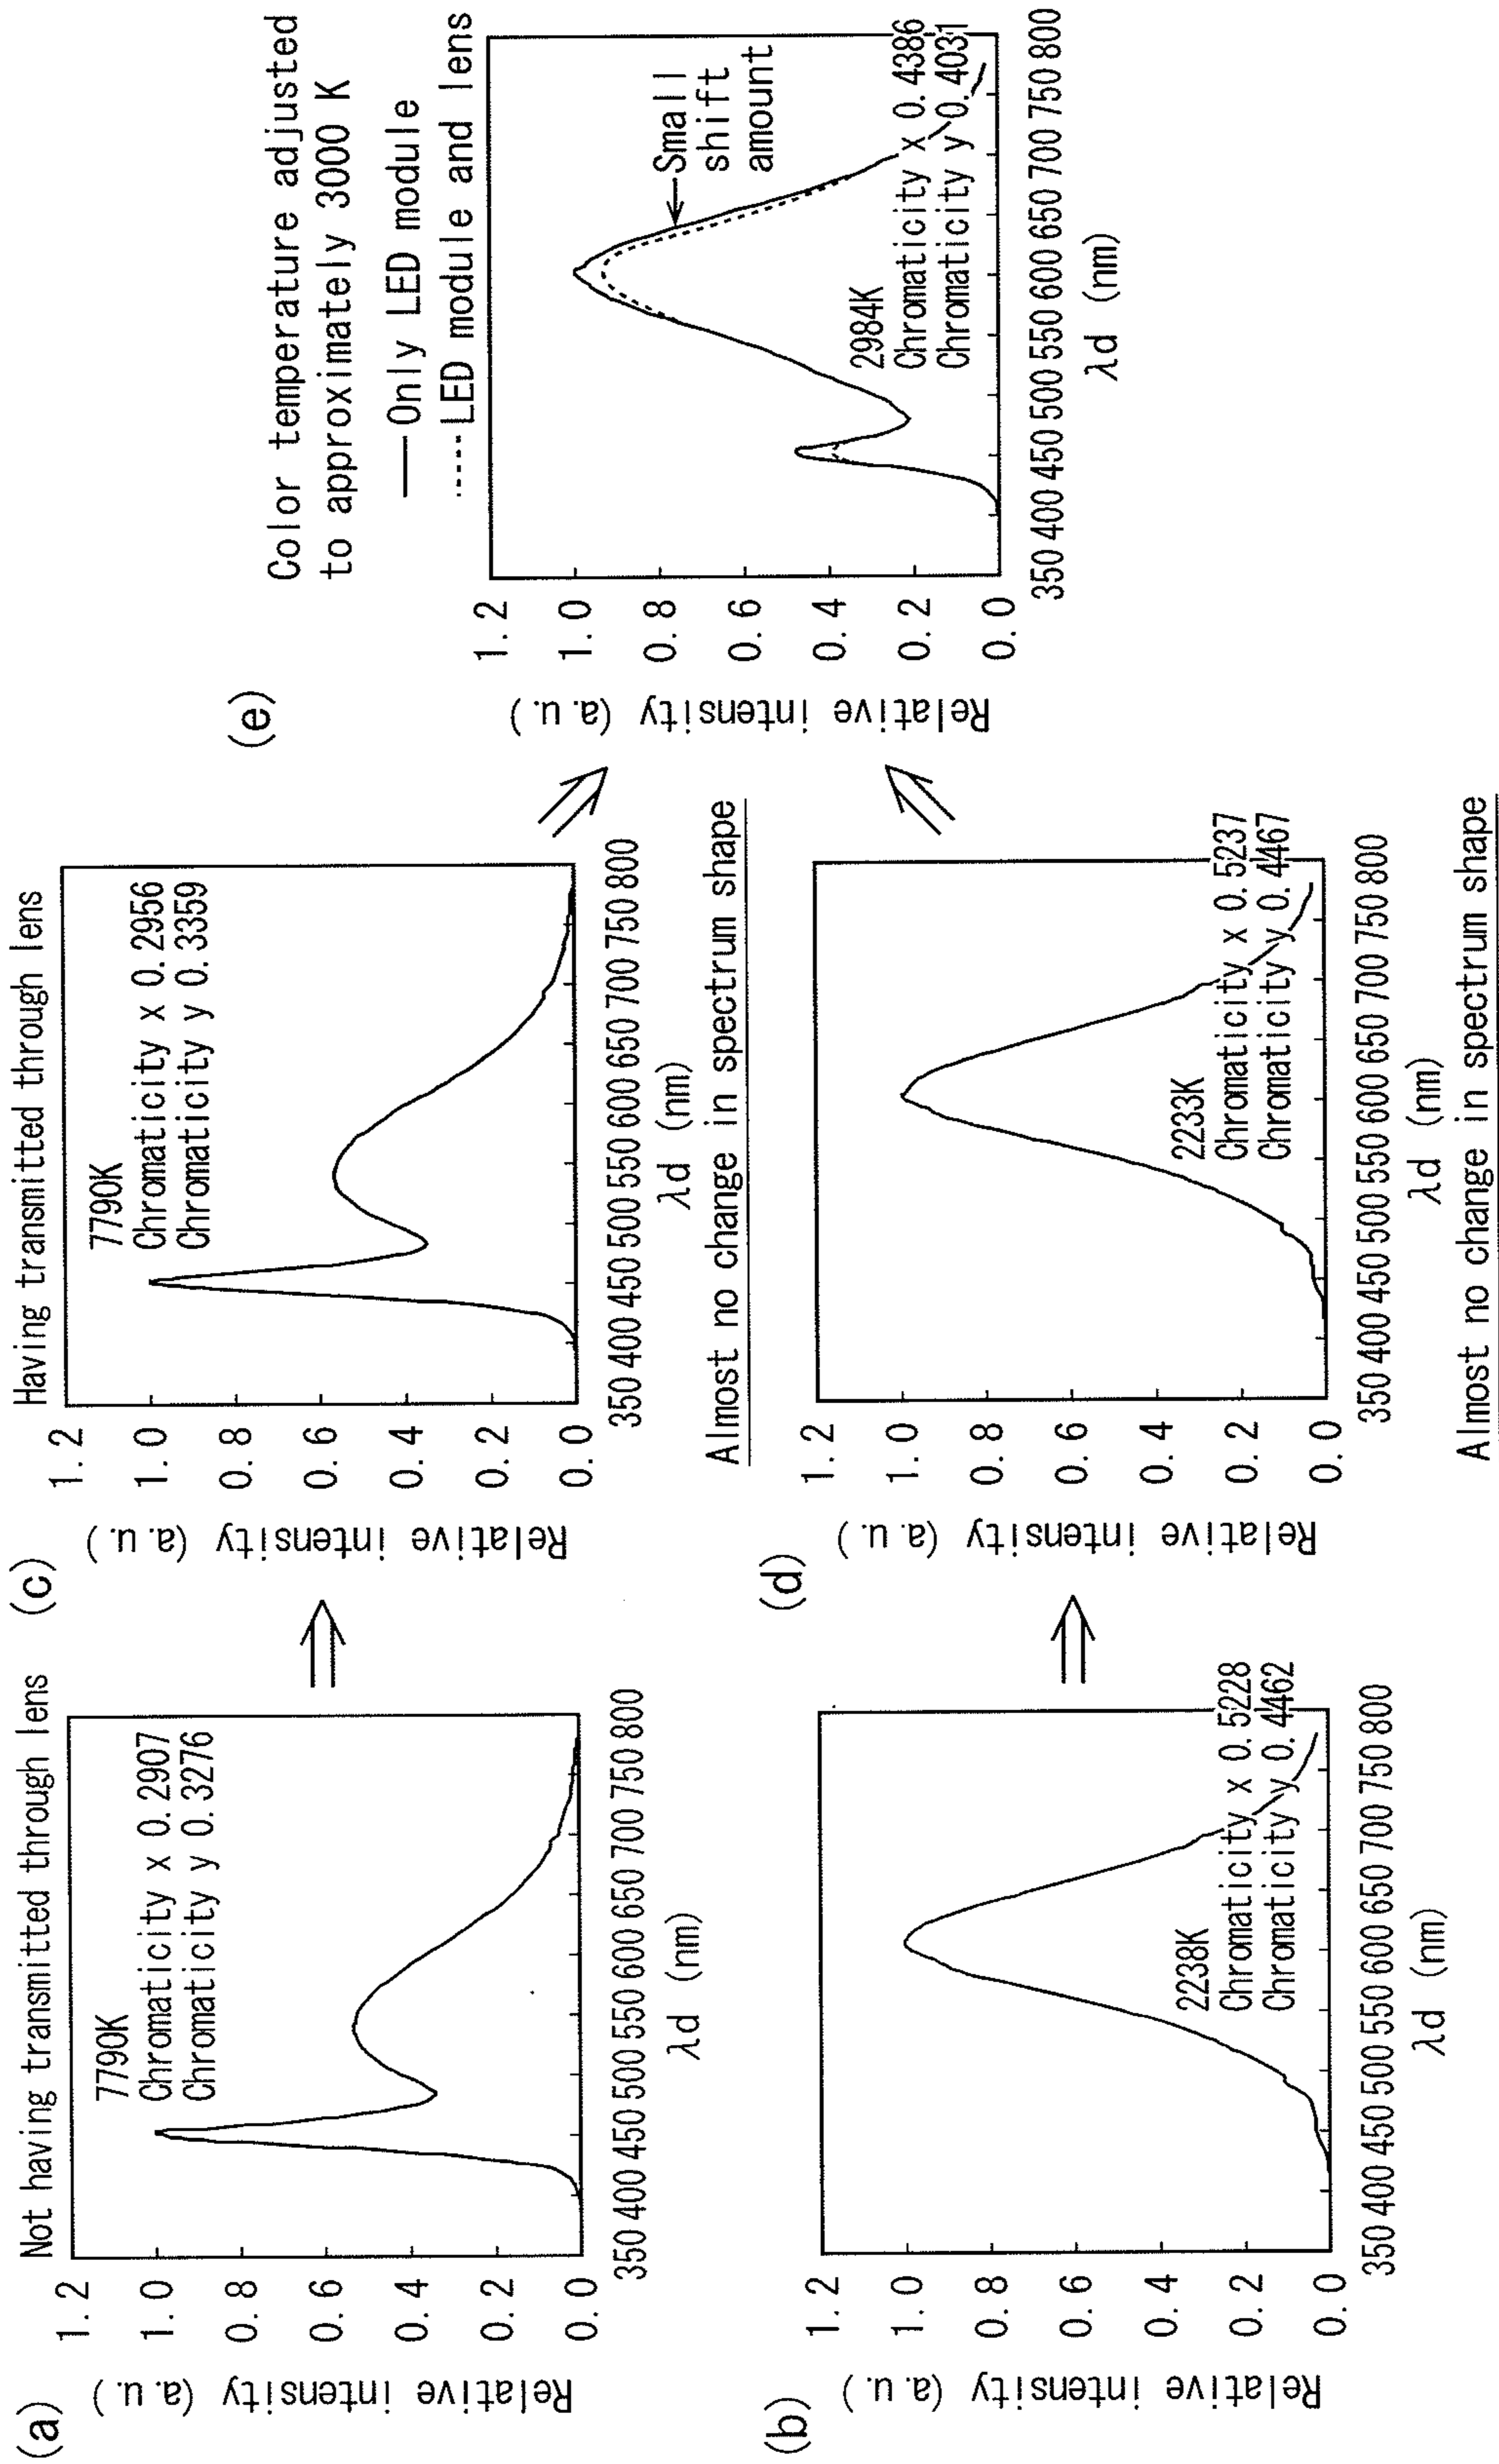 (a)
Not having transmitted through lens
Relative intensity (a.u.)
1.2
1.0
0.8
0.6
0.4
0.2
0.0
7790K
Chromaticity x 0.2907
Chromaticity y 0.3276
350 400 450 500 550 600 650 700 750 800
λd (nm)
(c)
Having transmitted through lens
Relative intensity (a.u.)
1.2
1.0
0.8
0.6
0.4
0.2
0.0
7790K
Chromaticity x 0.2956
Chromaticity y 0.3359
350 400 450 500 550 600 650 700 750 800
λd (nm)
Almost no change in spectrum shape
(b)
Relative intensity (a.u.)
1.2
1.0
0.8
0.6
0.4
0.2
0.0
2238K
Chromaticity x 0.5228
Chromaticity y 0.4462
350 400 450 500 550 600 650 700 750 800
λd (nm)
(d)
Relative intensity (a.u.)
1.2
1.0
0.8
0.6
0.4
0.2
0.0
2233K
Chromaticity x 0.5237
Chromaticity y 0.4467
350 400 450 500 550 600 650 700 750 800
λd (nm)
Almost no change in spectrum shape
(e)
Color temperature adjusted
to approximately 3000 K
Only LED module
LED module and lens
Relative intensity (a.u.)
1.2
1.0
0.8
0.6
0.4
0.2
0.0
Small
shift
amount
2984K
Chromaticity x 0.4386
Chromaticity y 0.4031
350 400 450 500 550 600 650 700 750 800
λd (nm)